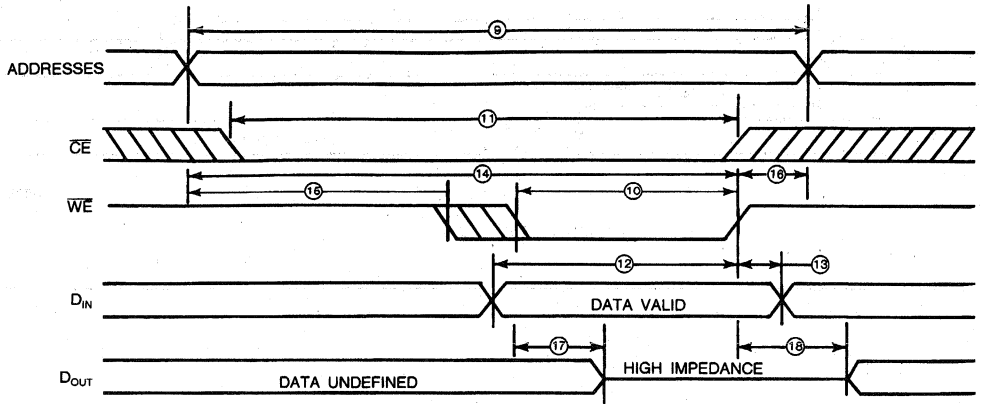 ⑨
ADDRESSES
⑪
CE
⑭ ⑯
⑮ ⑩
WE
⑫ ⑬
DIN DATA VALID
⑰ ⑱
HIGH IMPEDANCE
DOUT DATA UNDEFINED